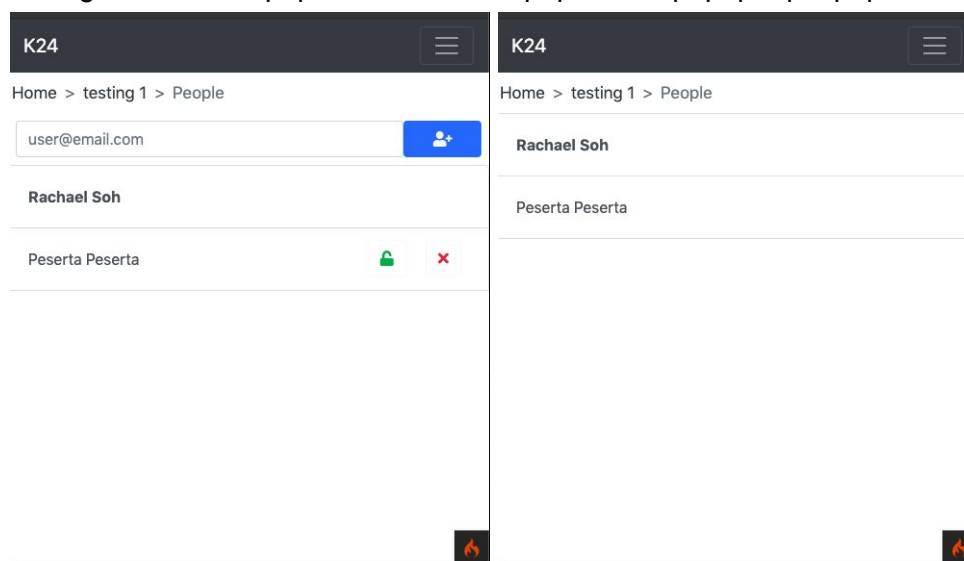 K24
Home > testing 1 > People
user@email.com
Rachael Soh
Peserta Peserta
K24
Home > testing 1 > People
Rachael Soh
Peserta Peserta